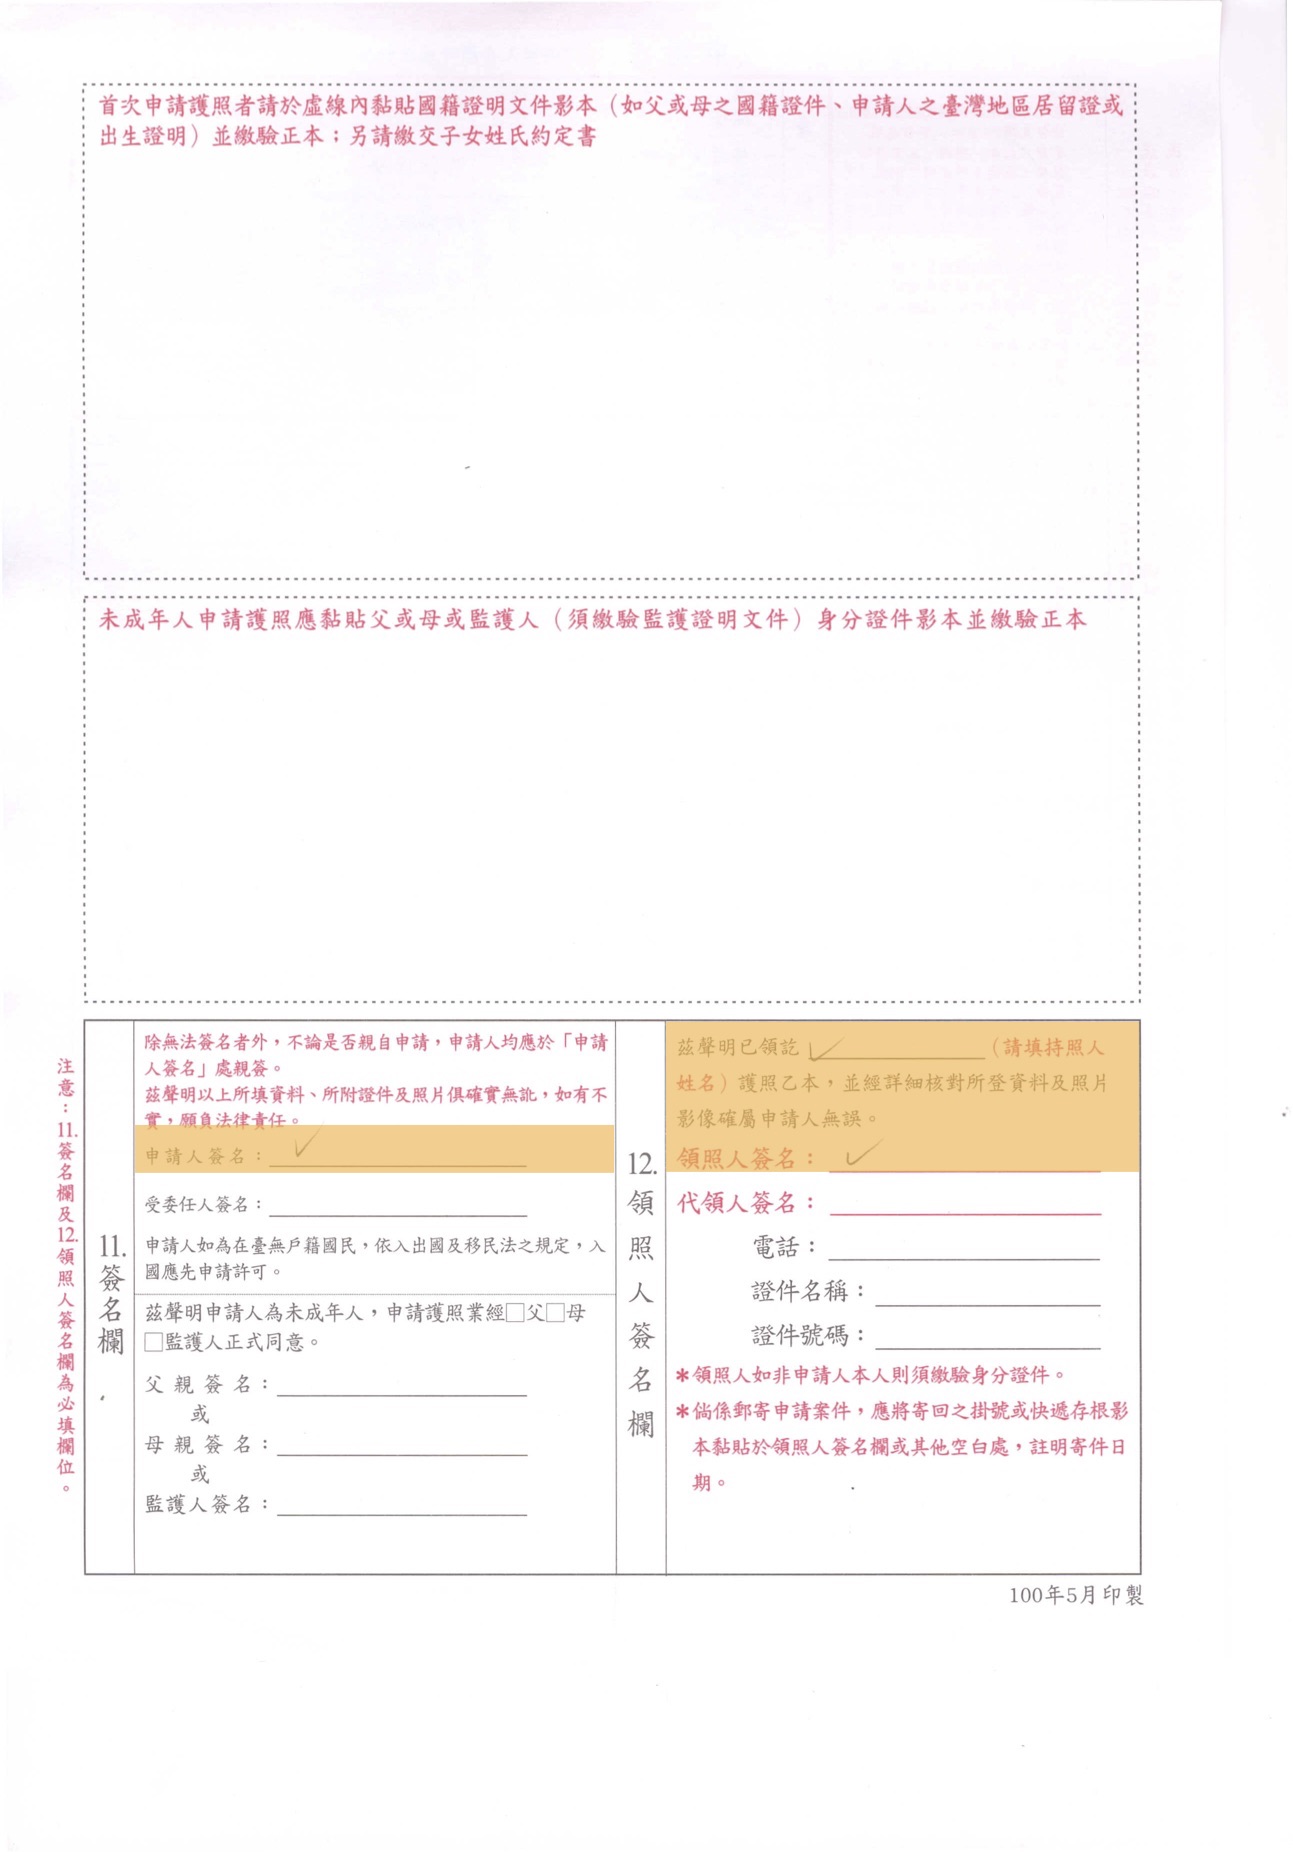 首次申請護照者請於虛線內黏貼國籍證明文件影本（如父或母之國籍證件、申請人之臺灣地區居留證或
出生證明）並繳驗正本；另請繳交子女姓氏約定書
未成年人申請護照應黏貼父或母或監護人（須繳驗監護證明文件）身分證件影本並繳驗正本
注意：11.簽名欄及12.領照人簽名欄為必填欄位。
11.簽名欄
除無法簽名者外，不論是否親自申請，申請人均應於「申請
人簽名」處親簽。
茲聲明以上所填資料、所附證件及照片俱確實無訛，如有不
實，願負法律責任。
申請人簽名：
受委任人簽名：
申請人如為在臺無戶籍國民，依入出國及移民法之規定，入
國應先申請許可。
茲聲明申請人為未成年人，申請護照業經□父□母
□監護人正式同意。
父親簽名：
或
母親簽名：
或
監護人簽名：
12.領照人簽名欄
茲聲明已領訖（請填持照人
姓名）護照乙本，並經詳細核對所登資料及照片
影像確屬申請人無誤。
領照人簽名：
代領人簽名：
電話：
證件名稱：
證件號碼：
＊領照人如非申請人本人則須繳驗身分證件。
＊倘係郵寄申請案件，應將寄回之掛號或快遞存根影
本黏貼於領照人簽名欄或其他空白處，註明寄件日
期。
100年5月印製